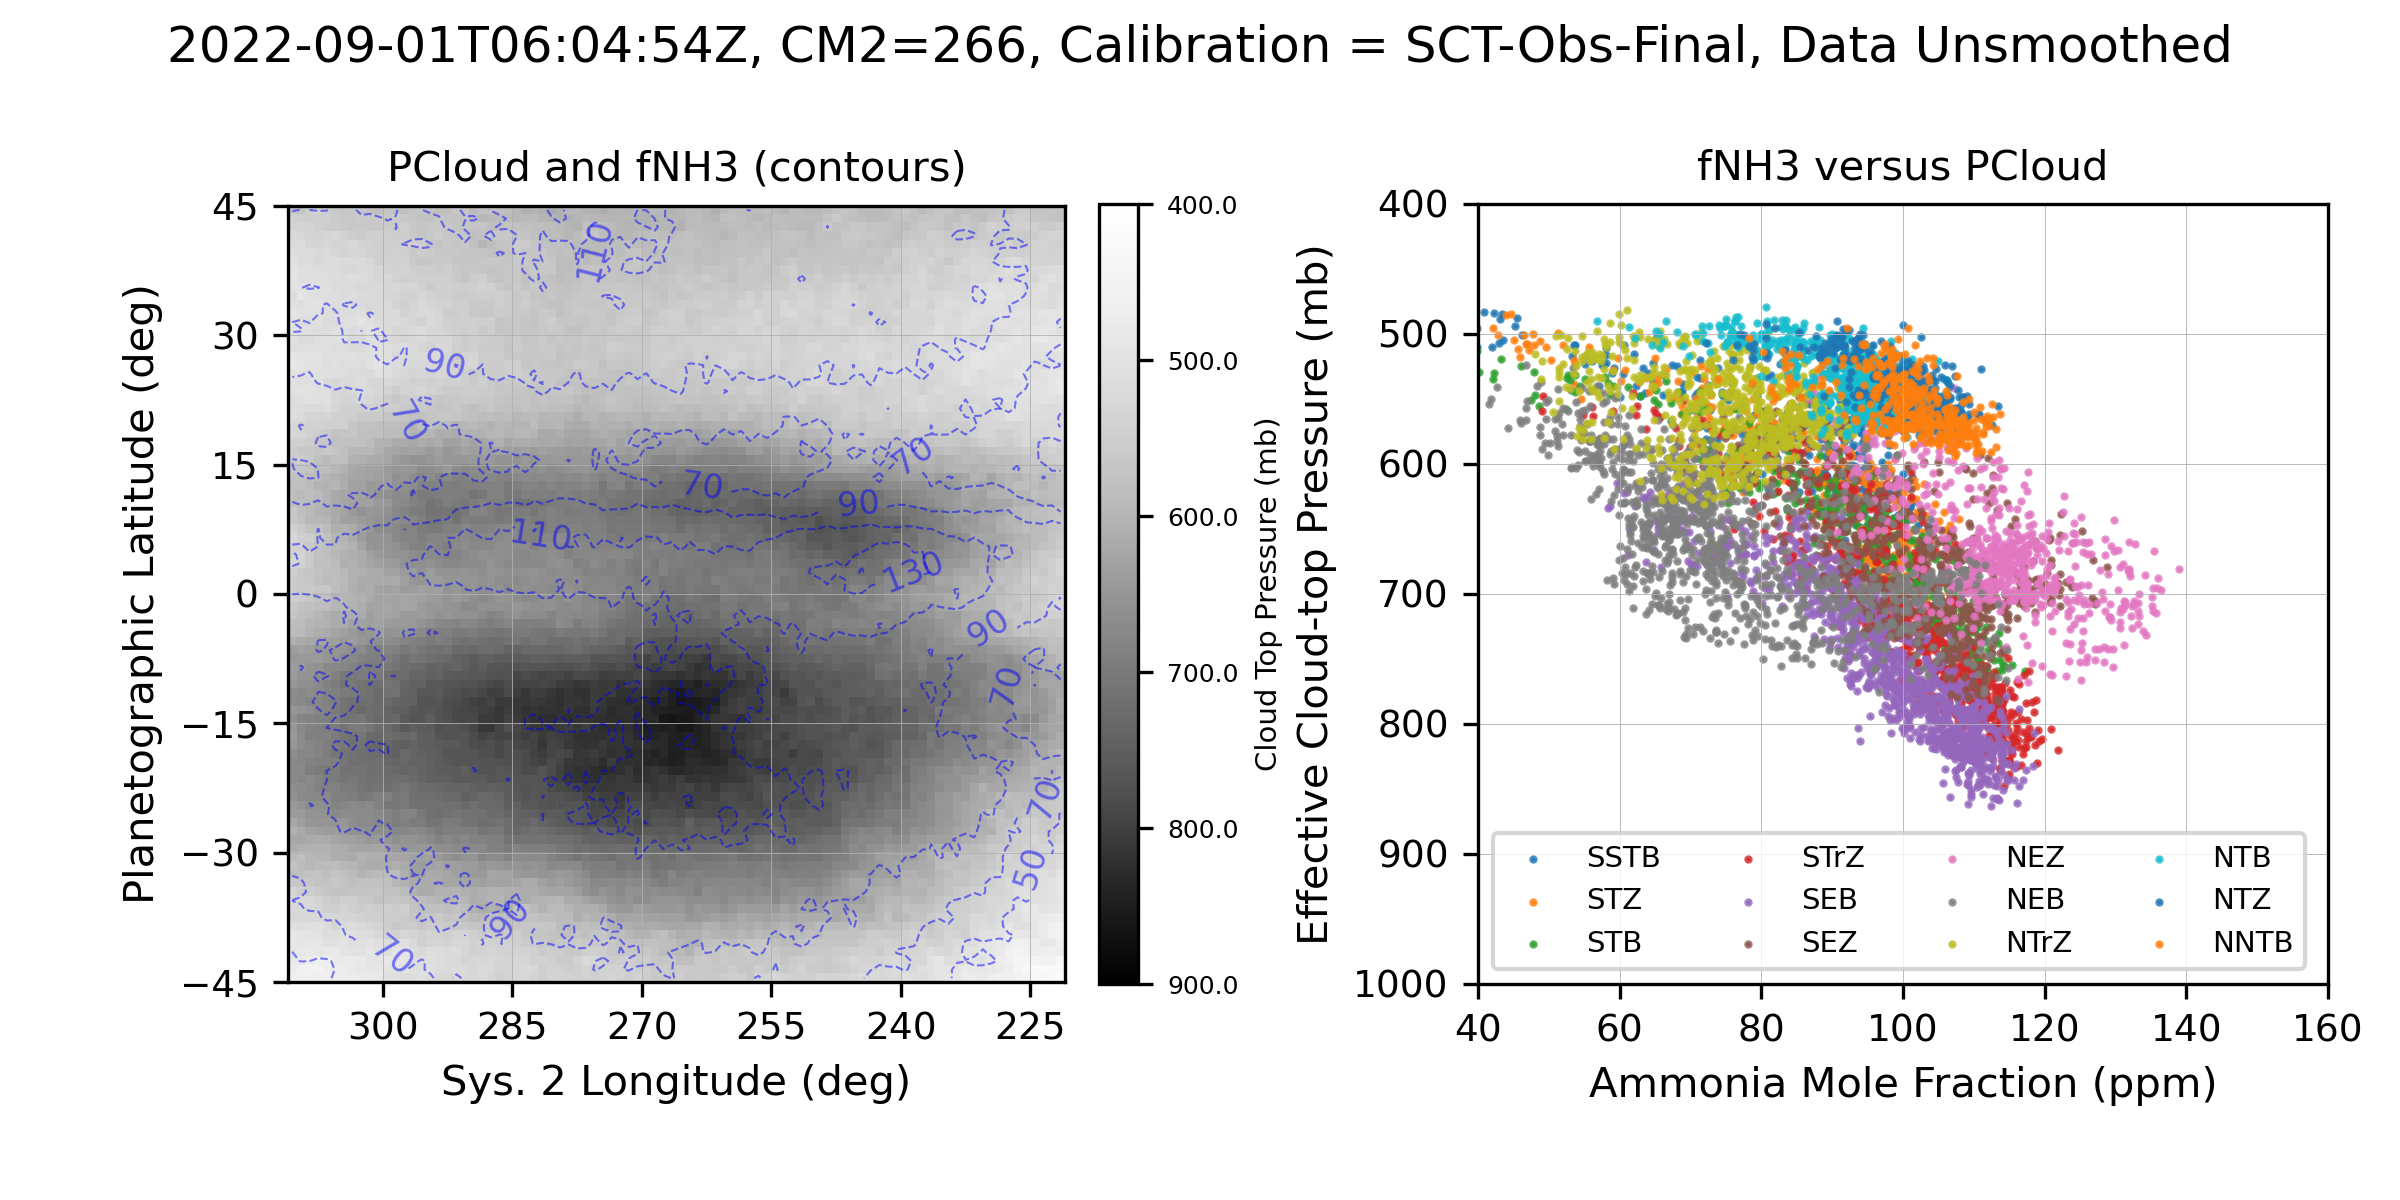 2022-09-01T06:04:54Z, CM2=266, Calibration = SCT-Obs-Final, Data Unsmoothed
PCloud and fNH3 (contours)
Planetographic Latitude (deg)
45
30
15
0
−15
−30
−45
110
90
70
70
70
90
110
130
90
70
70
50
90
70
300
285
270
255
240
225
Sys. 2 Longitude (deg)
400.0
500.0
600.0
700.0
800.0
900.0
Cloud Top Pressure (mb)
fNH3 versus PCloud
Effective Cloud-top Pressure (mb)
400
500
600
700
800
900
1000
SSTB
STZ
STB
STrZ
SEB
SEZ
NEZ
NEB
NTrZ
NTB
NTZ
NNTB
40
60
80
100
120
140
160
Ammonia Mole Fraction (ppm)